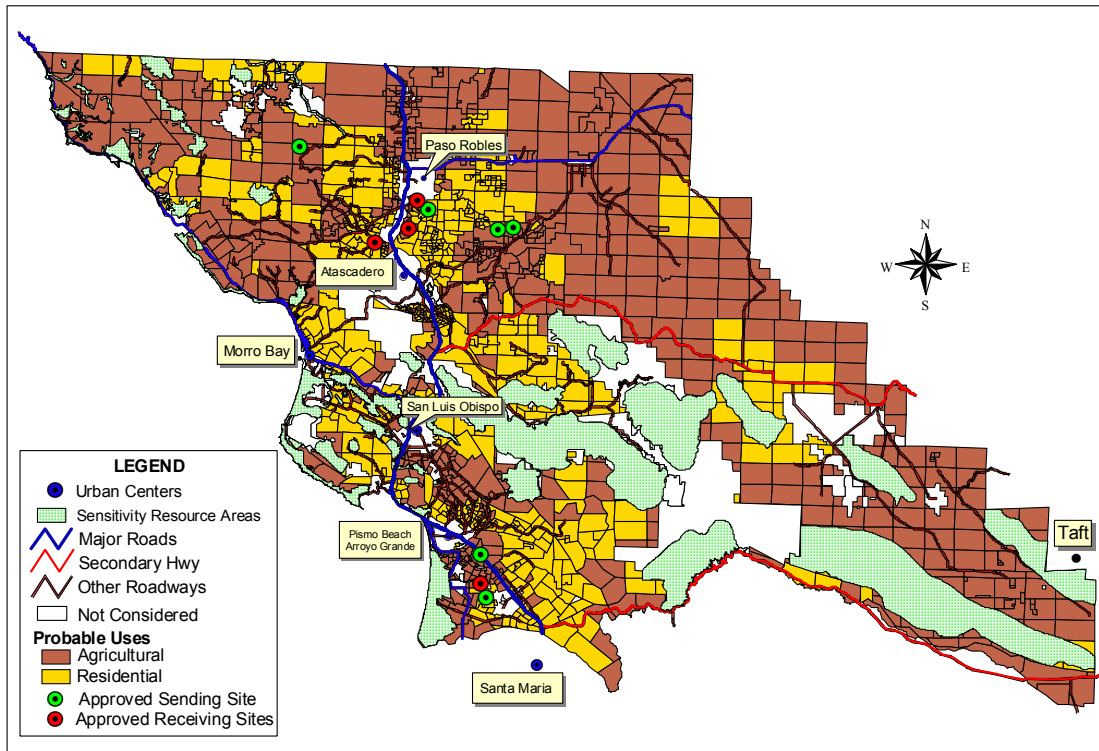 Paso Robles
N
W
E
S
Atascadero
Morro Bay
San Luis Obispo
LEGEND
Urban Centers
Sensitivity Resource Areas
Major Roads
Secondary Hwy
Other Roadways
Not Considered
Probable Uses
Agricultural
Residential
Approved Sending Site
Approved Receiving Sites
Pismo Beach
Arroyo Grande
Taft
Santa Maria